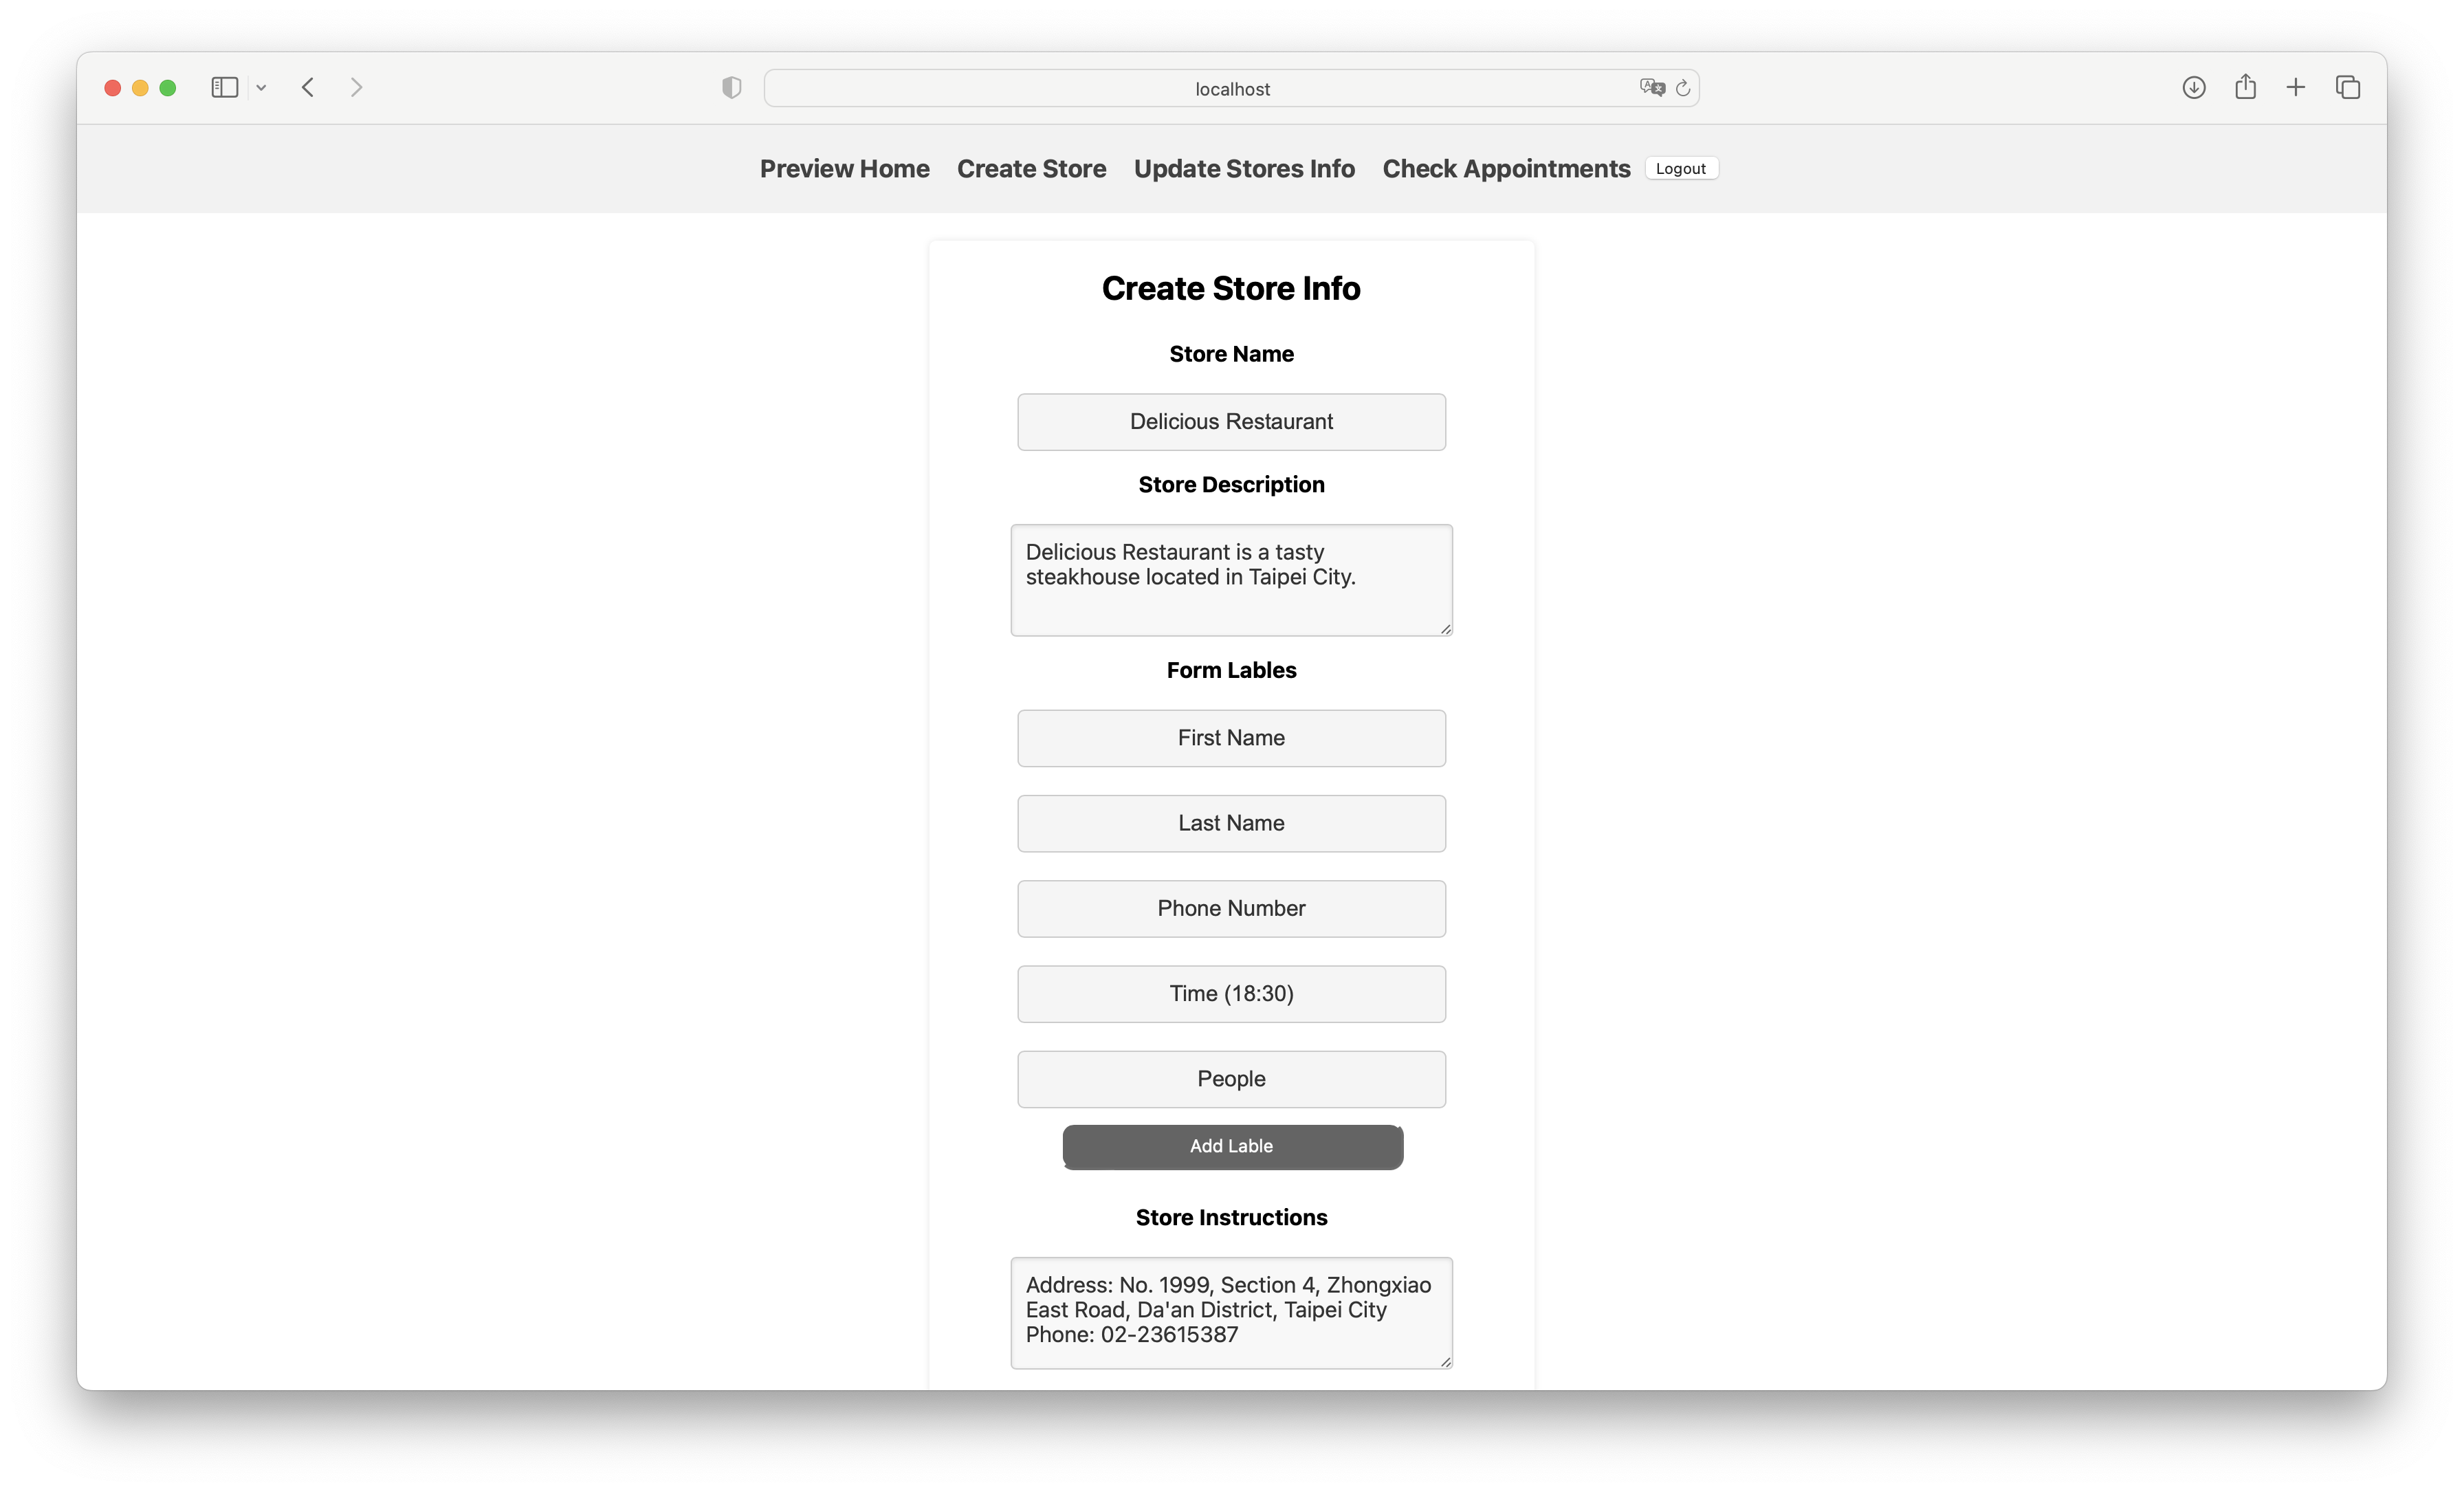 localhost
Preview Home Create Store Update Stores Info Check Appointments Logout
Create Store Info
Store Name
Delicious Restaurant
Store Description
Delicious Restaurant is a tasty
steakhouse located in Taipei City.
Form Lables
First Name
Last Name
Phone Number
Time (18:30)
People
Add Lable
Store Instructions
Address: No. 1999, Section 4, Zhongxiao
East Road, Da'an District, Taipei City
Phone: 02-23615387